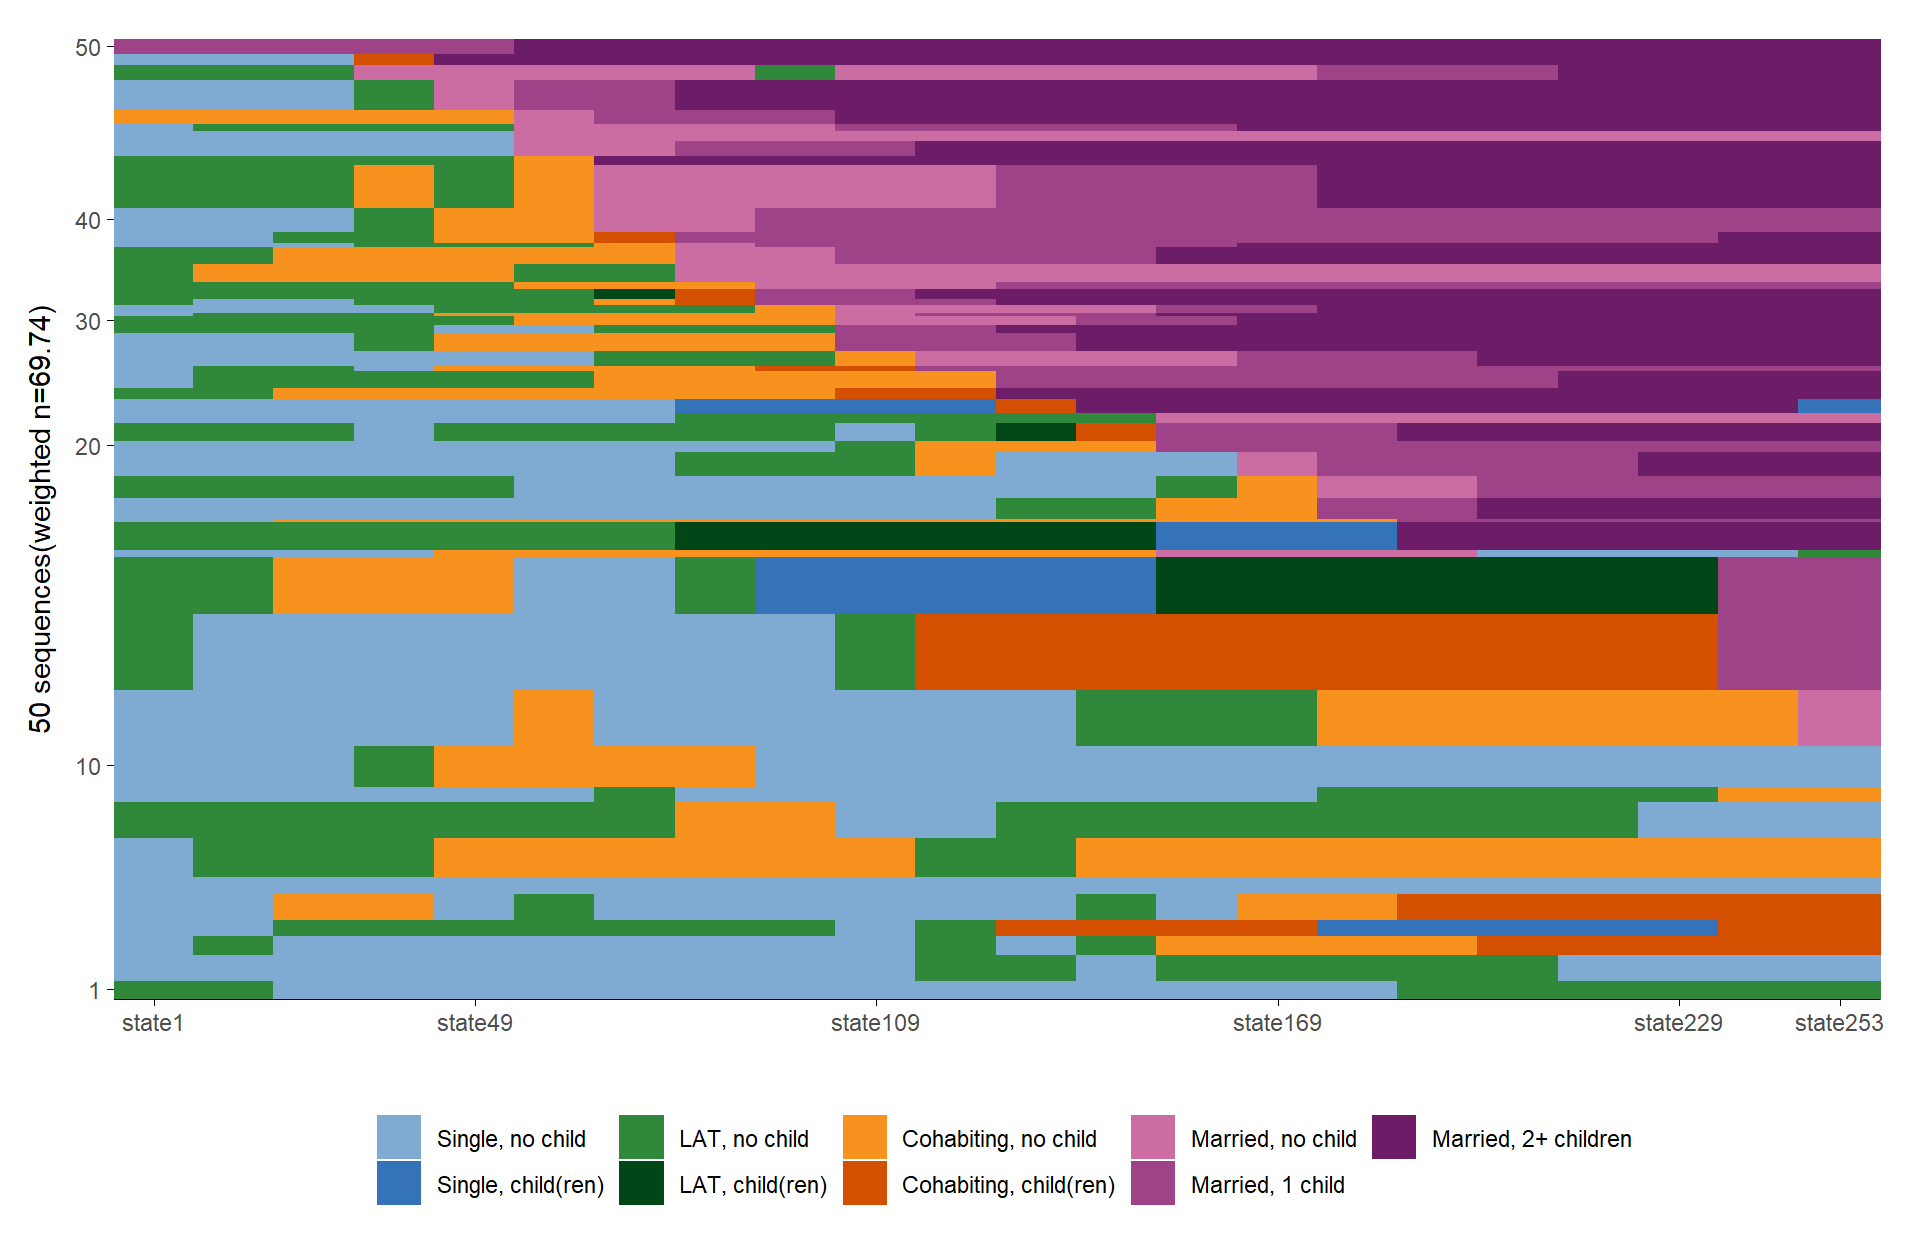 50
40
30
20
10
1
50 sequences(weighted n=69.74)
state1 state49 state109 state169 state229 state253
Single, no child LAT, no child Cohabiting, no child Married, no child Married, 2+ children
Single, child(ren) LAT, child(ren) Cohabiting, child(ren) Married, 1 child